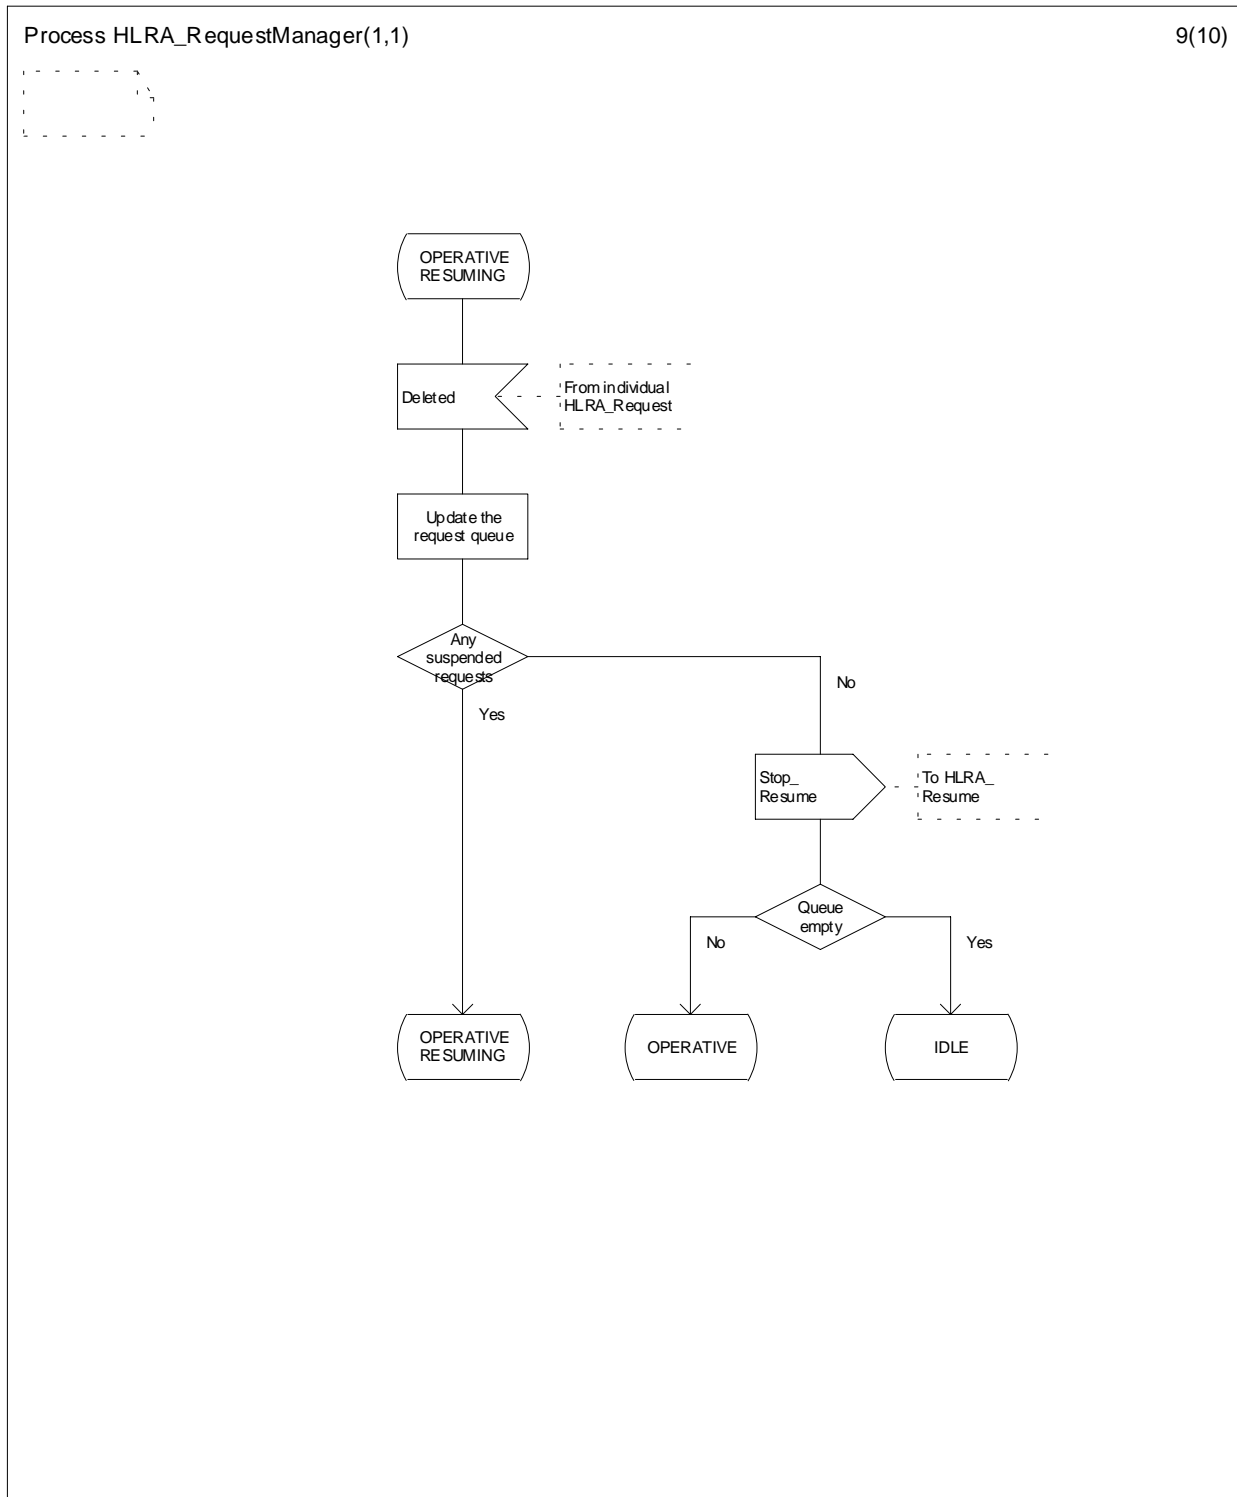 Process HLRA_RequestManager(1,1)
9(10)
OPERATIVE
RESUMING
Deleted
From individual
HLRA_Request
Update the
request queue
Any
suspended
requests
No
Yes
Stop_
Resume
To HLRA_
Resume
Queue
empty
No
Yes
OPERATIVE
RESUMING
OPERATIVE
IDLE